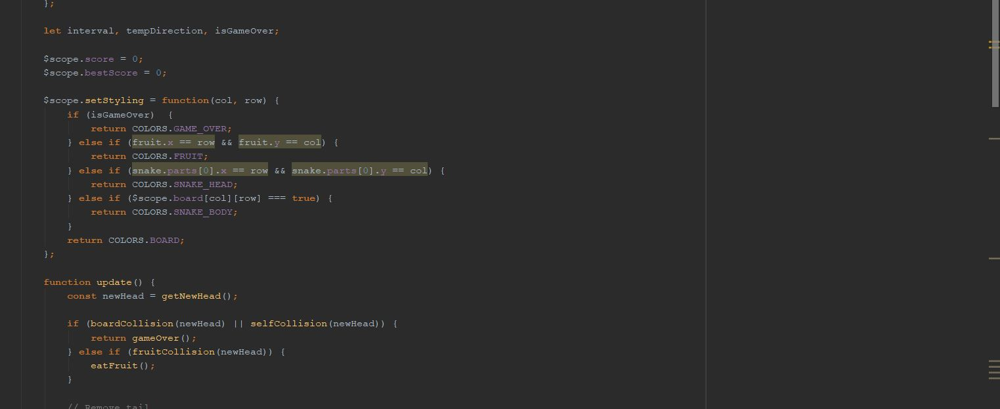 };
let interval, tempDirection, isGameOver;
$scope.score = 0;
$scope.bestScore = 0;
$scope.setStyling = function(col, row) {
if (isGameOver)  {
return COLORS.GAME_OVER;
} else if (fruit.x == row && fruit.y == col) {
return COLORS.FRUIT;
} else if (snake.parts[0].x == row && snake.parts[0].y == col) {
return COLORS.SNAKE_HEAD;
} else if ($scope.board[col][row] === true) {
return COLORS.SNAKE_BODY;
}
return COLORS.BOARD;
};
function update() {
const newHead = getNewHead();
if (boardCollision(newHead) || selfCollision(newHead)) {
return gameOver();
} else if (fruitCollision(newHead)) {
eatFruit();
}
// Remove tail